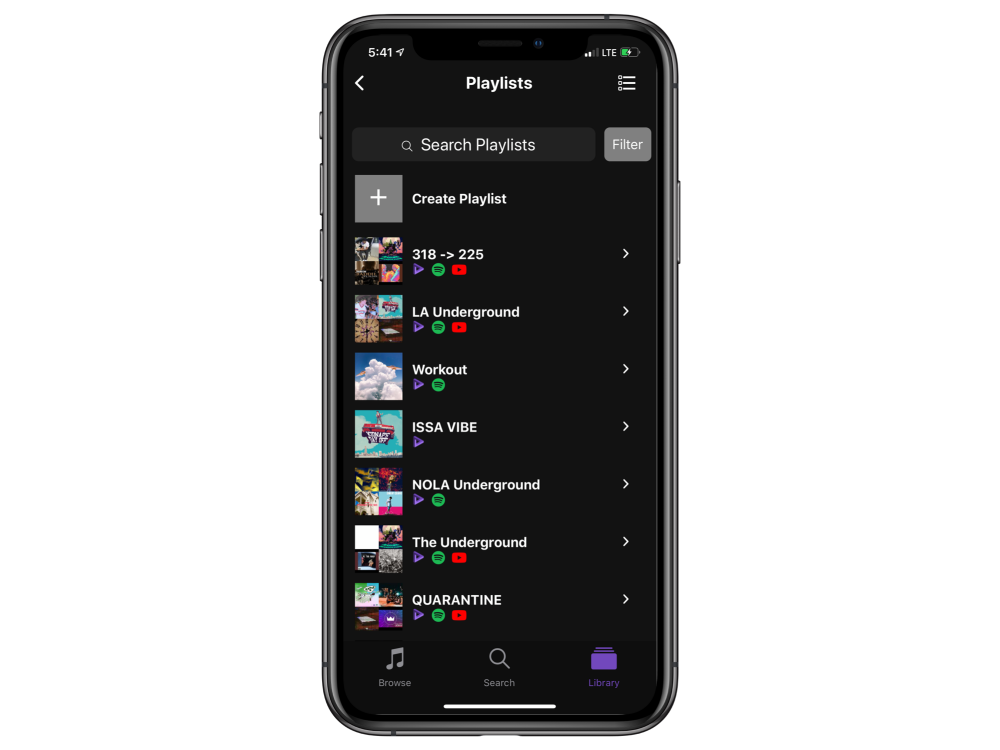 5:41 LTE
Playlists
Search Playlists Filter
Create Playlist
318 -> 225
LA Underground
Workout
ISSA VIBE
NOLA Underground
The Underground
QUARANTINE
Browse Search Library